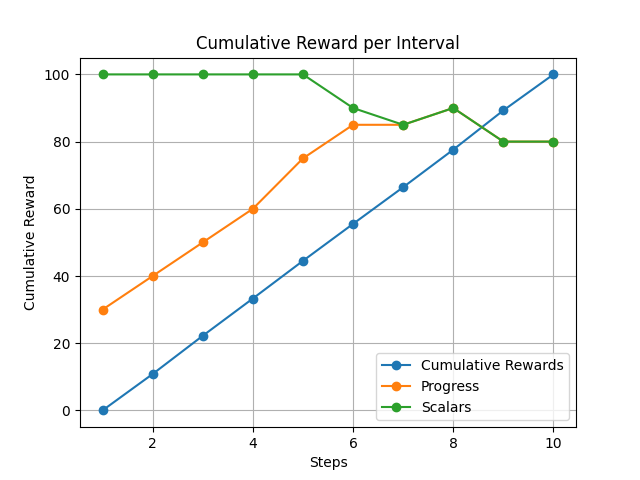 Cumulative Reward per Interval
Cumulative Reward
100
80
60
40
20
0
2 4 6 8 10
Steps
Cumulative Rewards
Progress
Scalars